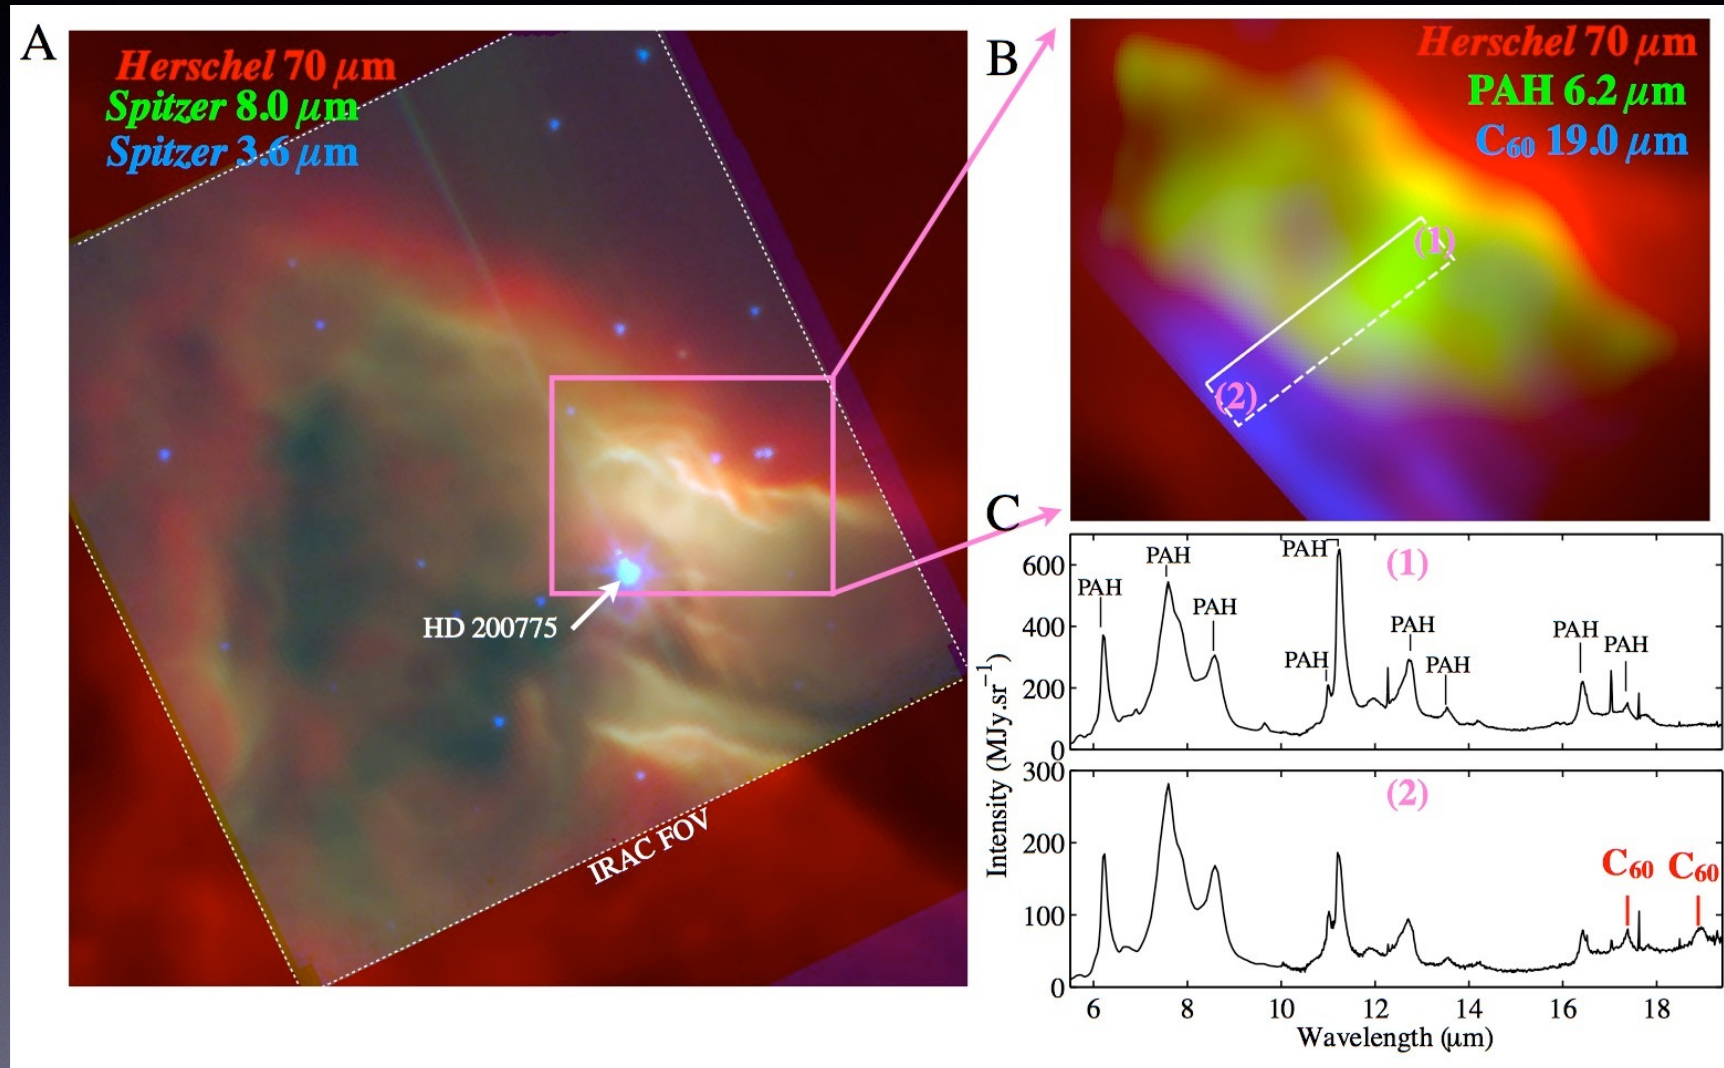 A
Herschel 70 μm
Spitzer 8.0 μm
Spitzer 3.6 μm
HD 200775
IRAC FOV
B
Herschel 70 μm
PAH 6.2 μm
C₆₀ 19.0 μm
(1)
(2)
C
Intensity (MJy.sr⁻¹)
600
400
200
0
PAH
PAH
PAH
PAH
PAH
PAH
PAH
PAH
PAH
(1)
300
200
100
0
(2)
C₆₀ C₆₀
6 8 10 12 14 16 18
Wavelength (μm)